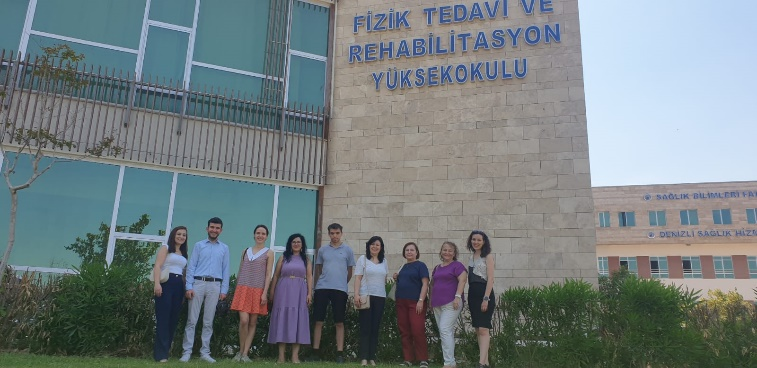 FİZİK TEDAVİ VE
REHABİLİTASYON
YÜKSEKOKULU
SAĞLIK BİLİMLERİ FA
DENİZLİ SAĞLIK HİZM